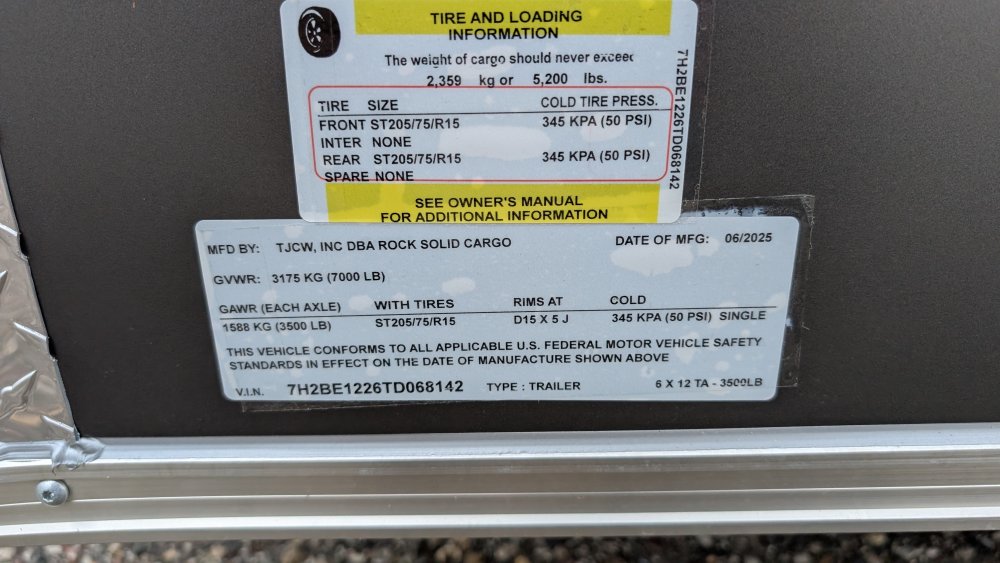 TIRE AND LOADING
INFORMATION
The weight of cargo should never exceed
2,359 kg or 5,200 lbs.
TIRE SIZE COLD TIRE PRESS.
FRONT ST205/75/R15 345 KPA (50 PSI)
INTER NONE
REAR ST205/75/R15 345 KPA (50 PSI)
SPARE NONE
SEE OWNER'S MANUAL
FOR ADDITIONAL INFORMATION
7H2BE1226TD068142
MFD BY: TJCW, INC DBA ROCK SOLID CARGO DATE OF MFG: 06/2025
GVWR: 3175 KG (7000 LB)
GAWR (EACH AXLE) WITH TIRES RIMS AT COLD
1588 KG (3500 LB) ST205/75/R15 D15 X 5 J 345 KPA (50 PSI) SINGLE
THIS VEHICLE CONFORMS TO ALL APPLICABLE U.S. FEDERAL MOTOR VEHICLE SAFETY
STANDARDS IN EFFECT ON THE DATE OF MANUFACTURE SHOWN ABOVE
V.I.N. 7H2BE1226TD068142 TYPE : TRAILER 6 X 12 TA - 3500LB